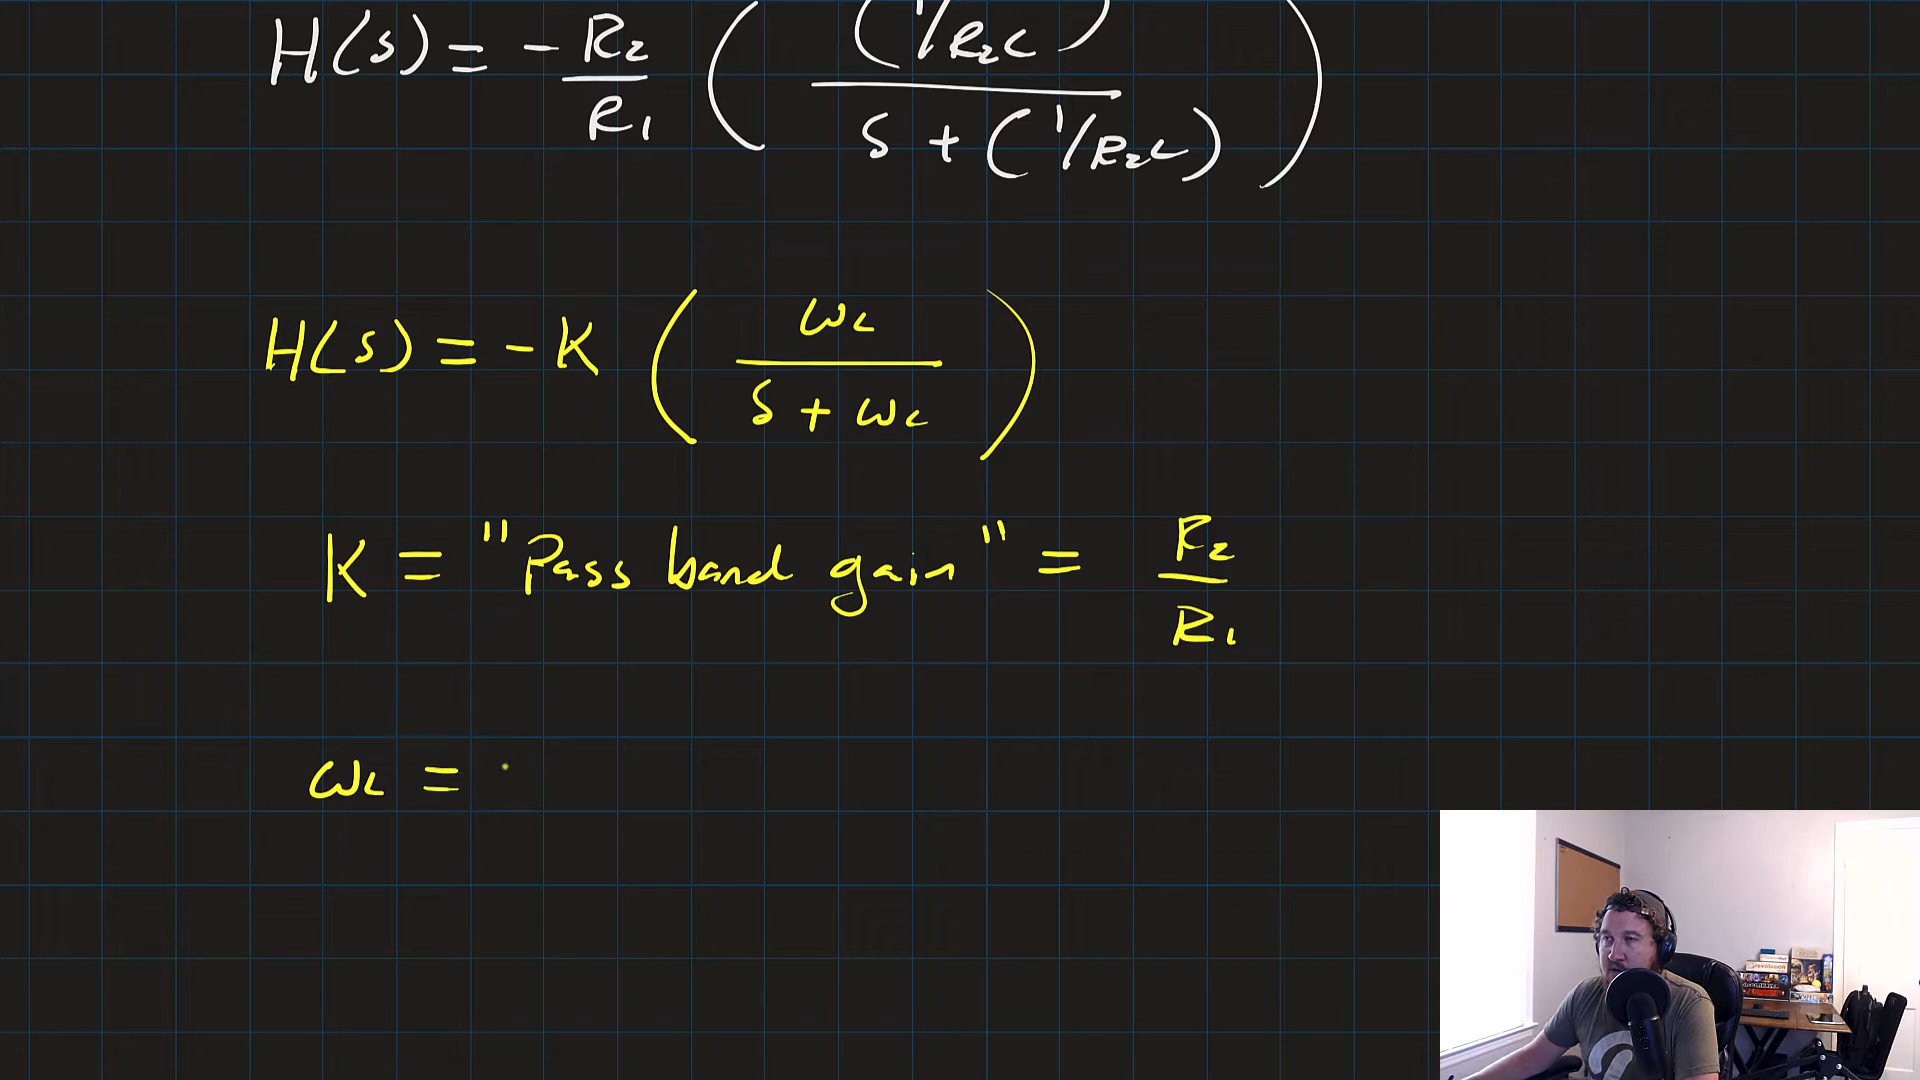 H(s) = - R2/R1 ( (1/R2C) / s + (1/R2C) )
H(s) = - K ( ωc / s + ωc )
K = "Pass band gain" = R2/R1
ωc =